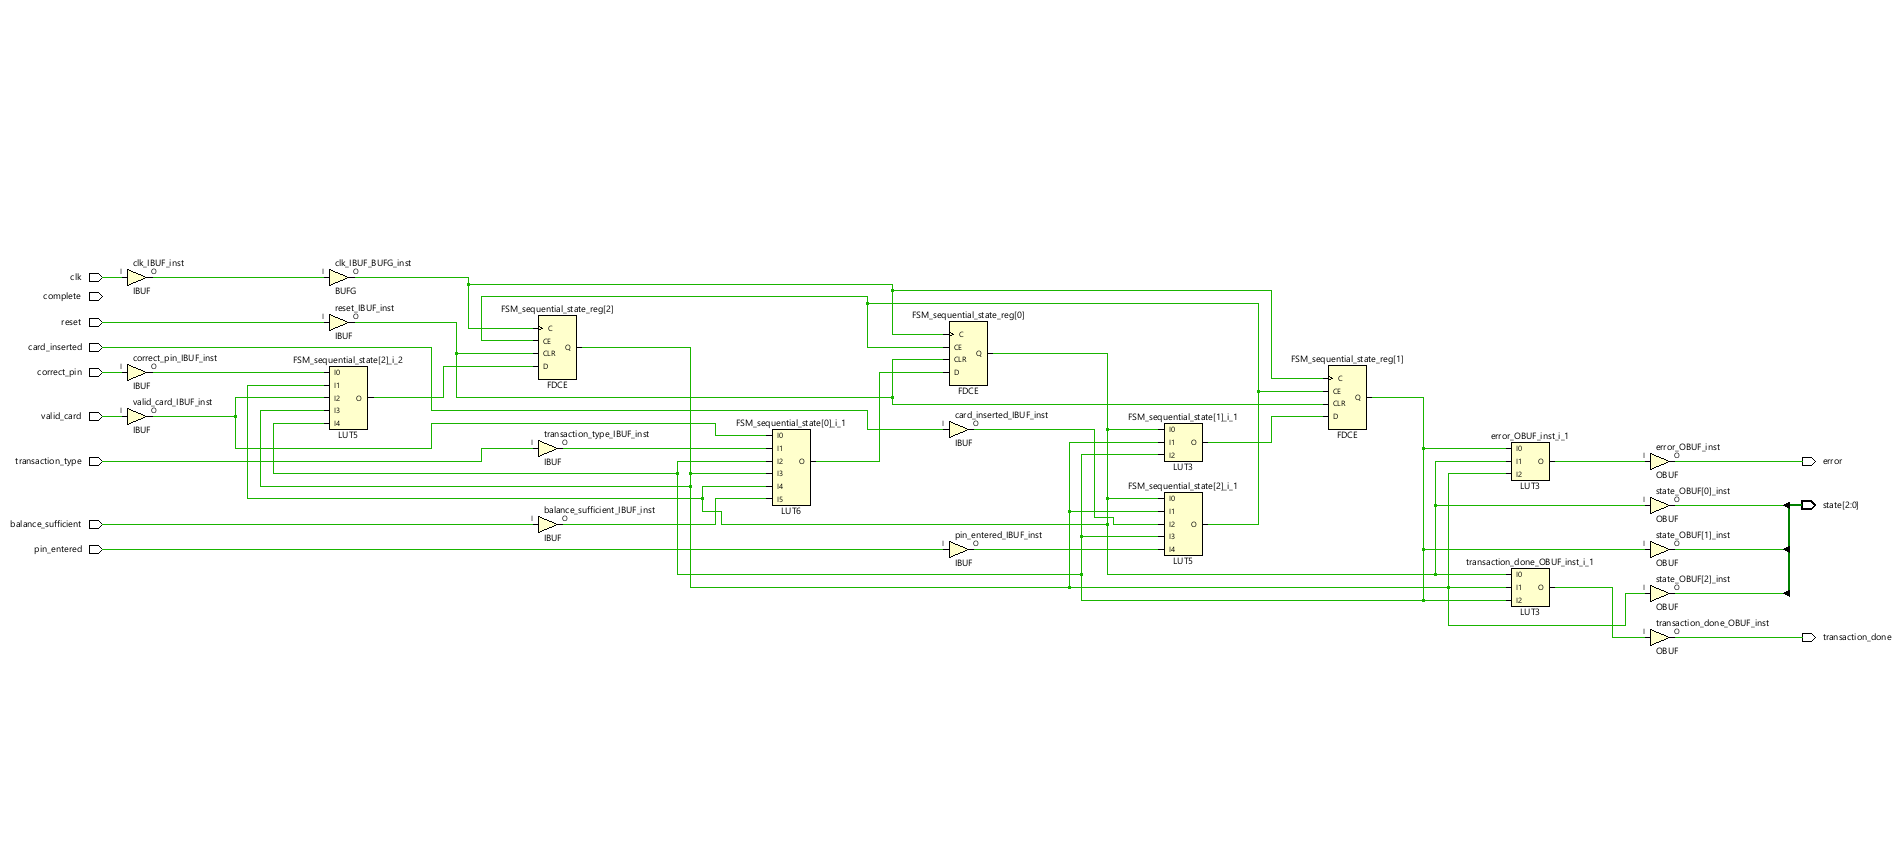 clk
complete
reset
card_inserted
correct_pin
valid_card
transaction_type
balance_sufficient
pin_entered
clk_IBUF_inst
I
O
IBUF
clk_IBUF_BUFG_inst
I
O
BUFG
reset_IBUF_inst
I
O
IBUF
correct_pin_IBUF_inst
I
O
IBUF
valid_card_IBUF_inst
I
O
IBUF
FSM_sequential_state[2]_i_2
I0
I1
I2
I3
I4
O
LUT5
FSM_sequential_state_reg[2]
C
CE
CLR
D
Q
FDCE
transaction_type_IBUF_inst
I
O
IBUF
balance_sufficient_IBUF_inst
I
O
IBUF
FSM_sequential_state[0]_i_1
I0
I1
I2
I3
I4
I5
O
LUT6
FSM_sequential_state_reg[0]
C
CE
CLR
D
Q
FDCE
card_inserted_IBUF_inst
I
O
IBUF
pin_entered_IBUF_inst
I
O
IBUF
FSM_sequential_state[1]_i_1
I0
I1
I2
O
LUT3
FSM_sequential_state[2]_i_1
I0
I1
I2
I3
I4
O
LUT5
FSM_sequential_state_reg[1]
C
CE
CLR
D
Q
FDCE
error_OBUF_inst_i_1
I0
I1
I2
O
LUT3
transaction_done_OBUF_inst_i_1
I0
I1
I2
O
LUT3
error_OBUF_inst
I
O
OBUF
state_OBUF[0]_inst
I
O
OBUF
state_OBUF[1]_inst
I
O
OBUF
state_OBUF[2]_inst
I
O
OBUF
transaction_done_OBUF_inst
I
O
OBUF
error
state[2:0]
transaction_done